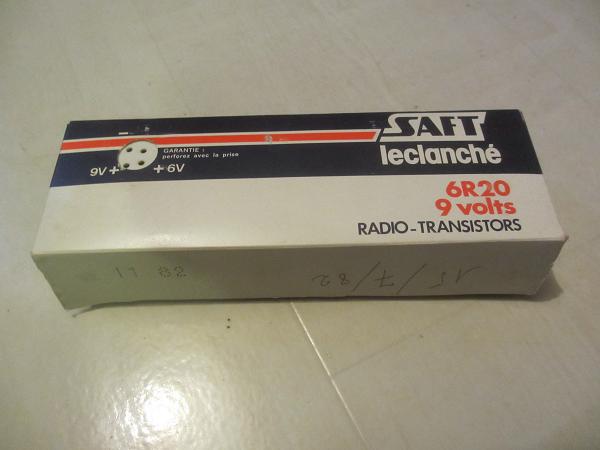 SAFT
leclanché
GARANTIE :
perforez avec la prise
9V + + 6V
6R20
9 volts
RADIO-TRANSISTORS
11 82
15/7/82